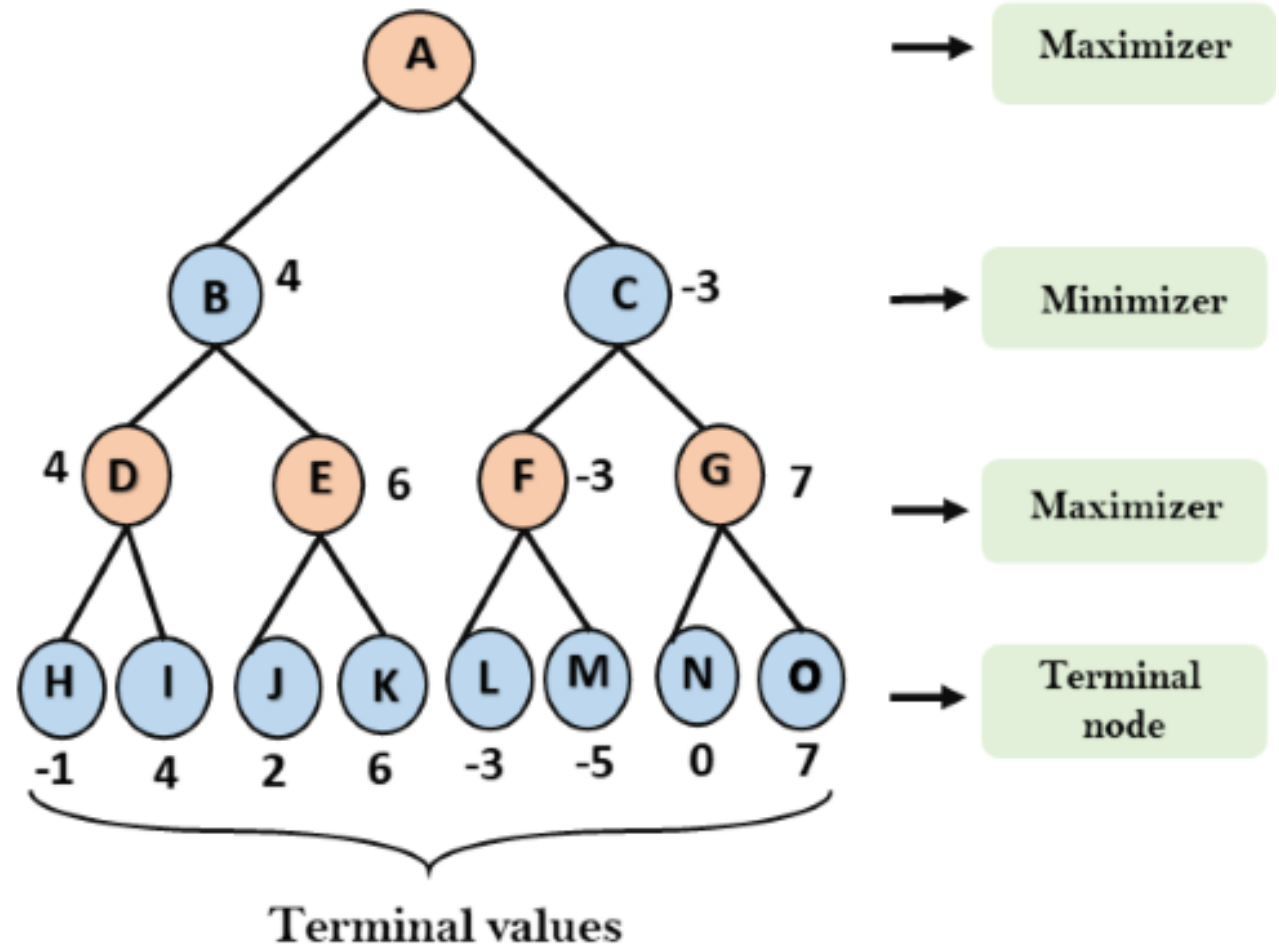 A
Maximizer
B 4
C -3
Minimizer
4 D
E 6
F -3
G 7
Maximizer
H I J K L M N O
Terminal
node
-1 4 2 6 -3 -5 0 7
Terminal values